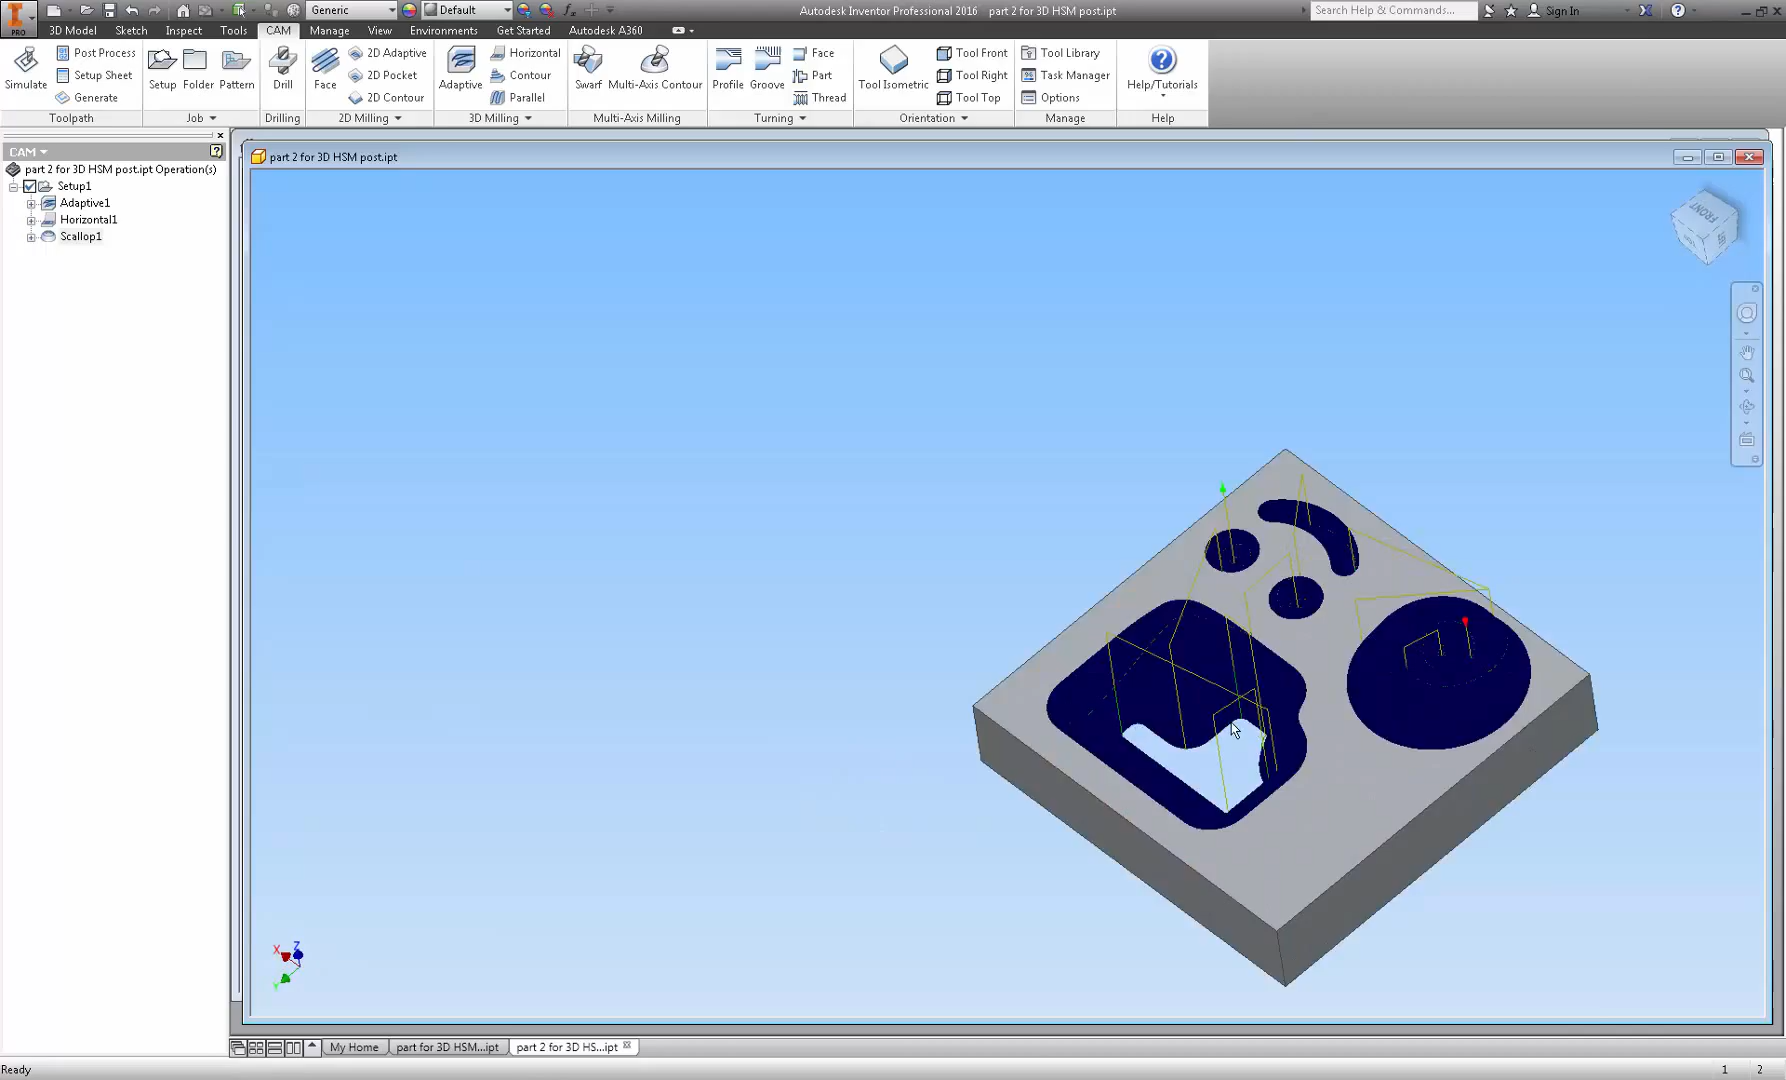 Generic
Default
Autodesk Inventor Professional 2016 part 2 for 3D HSM post.ipt
Search Help & Commands...
Sign In
PRO
3D Model Sketch Inspect Tools CAM Manage View Environments Get Started Autodesk A360
Simulate
Post Process
Setup Sheet
Generate
Toolpath
Setup Folder Pattern
Job
Drill
Drilling
Face
2D Adaptive
2D Pocket
2D Contour
2D Milling
Adaptive
Horizontal
Contour
Parallel
3D Milling
Swarf Multi-Axis Contour
Multi-Axis Milling
Profile Groove
Face
Part
Thread
Turning
Tool Isometric
Tool Front
Tool Right
Tool Top
Orientation
Tool Library
Task Manager
Options
Manage
Help/Tutorials
Help
CAM
part 2 for 3D HSM post.ipt Operation(s)
Setup1
Adaptive1
Horizontal1
Scallop1
part 2 for 3D HSM post.ipt
FRONT
X Z
Y
My Home part for 3D HSM...ipt part 2 for 3D HS...ipt
Ready
1 2